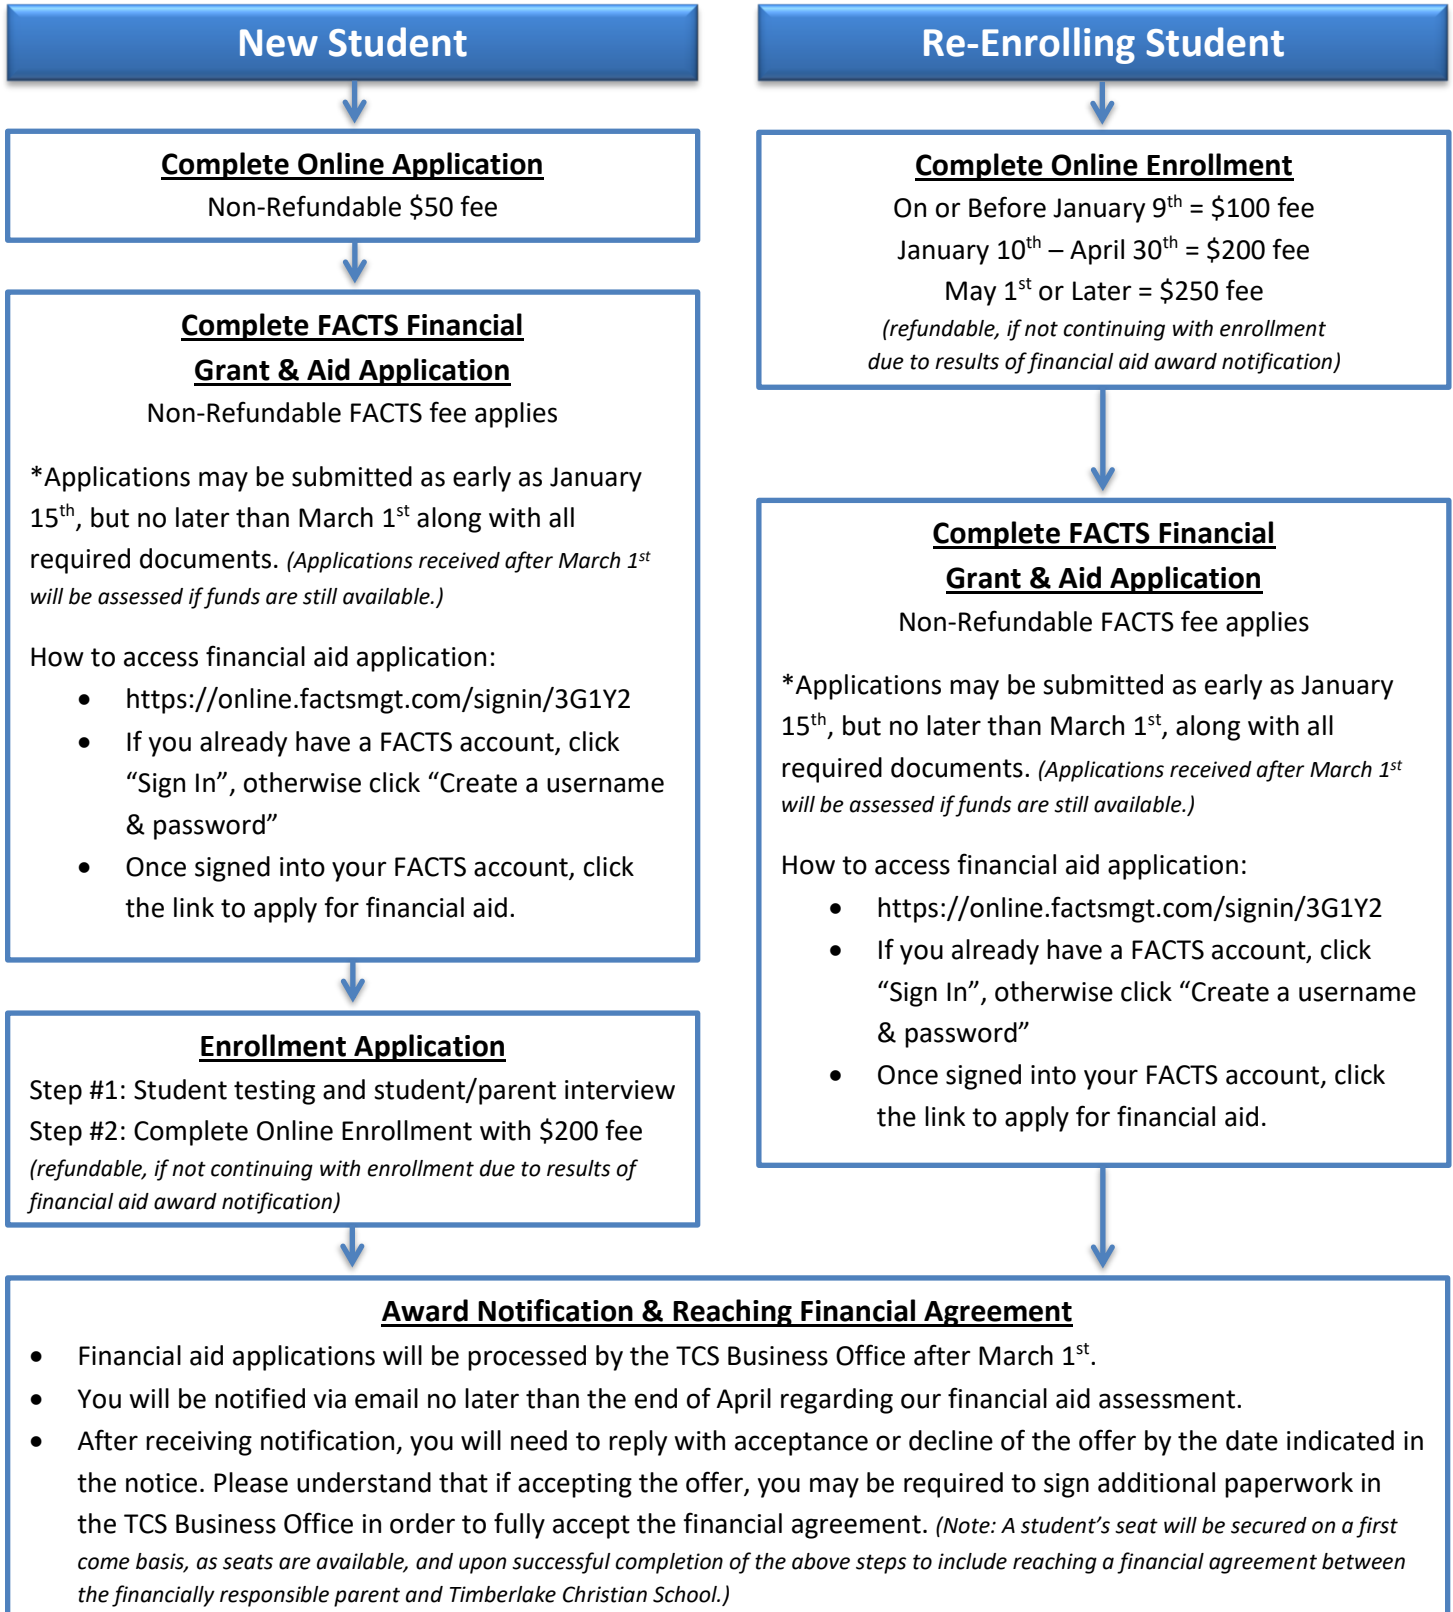 New Student
Complete Online Application
Non-Refundable $50 fee
Complete FACTS Financial
Grant & Aid Application
Non-Refundable FACTS fee applies
*Applications may be submitted as early as January
15th, but no later than March 1st along with all
required documents. (Applications received after March 1st
will be assessed if funds are still available.)
How to access financial aid application:
• https://online.factsmgt.com/signin/3G1Y2
• If you already have a FACTS account, click
“Sign In”, otherwise click “Create a username
& password”
• Once signed into your FACTS account, click
the link to apply for financial aid.
Enrollment Application
Step #1: Student testing and student/parent interview
Step #2: Complete Online Enrollment with $200 fee
(refundable, if not continuing with enrollment due to results of
financial aid award notification)
Re-Enrolling Student
Complete Online Enrollment
On or Before January 9th = $100 fee
January 10th – April 30th = $200 fee
May 1st or Later = $250 fee
(refundable, if not continuing with enrollment
due to results of financial aid award notification)
Complete FACTS Financial
Grant & Aid Application
Non-Refundable FACTS fee applies
*Applications may be submitted as early as January
15th, but no later than March 1st, along with all
required documents. (Applications received after March 1st
will be assessed if funds are still available.)
How to access financial aid application:
• https://online.factsmgt.com/signin/3G1Y2
• If you already have a FACTS account, click
“Sign In”, otherwise click “Create a username
& password”
• Once signed into your FACTS account, click
the link to apply for financial aid.
Award Notification & Reaching Financial Agreement
• Financial aid applications will be processed by the TCS Business Office after March 1st.
• You will be notified via email no later than the end of April regarding our financial aid assessment.
• After receiving notification, you will need to reply with acceptance or decline of the offer by the date indicated in
the notice. Please understand that if accepting the offer, you may be required to sign additional paperwork in
the TCS Business Office in order to fully accept the financial agreement. (Note: A student’s seat will be secured on a first
come basis, as seats are available, and upon successful completion of the above steps to include reaching a financial agreement between
the financially responsible parent and Timberlake Christian School.)